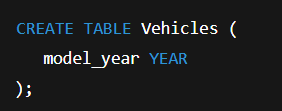 CREATE TABLE Vehicles (
model_year YEAR
);